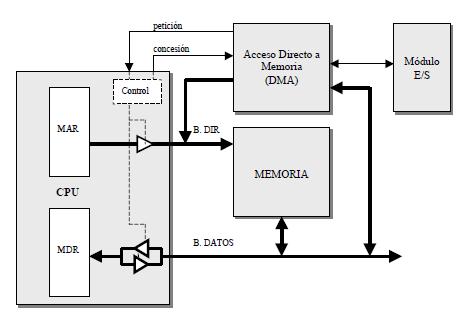 petición
concesión
Acceso Directo a
Memoria
(DMA)
Módulo
E/S
Control
MAR
B. DIR
CPU
MEMORIA
MDR
B. DATOS